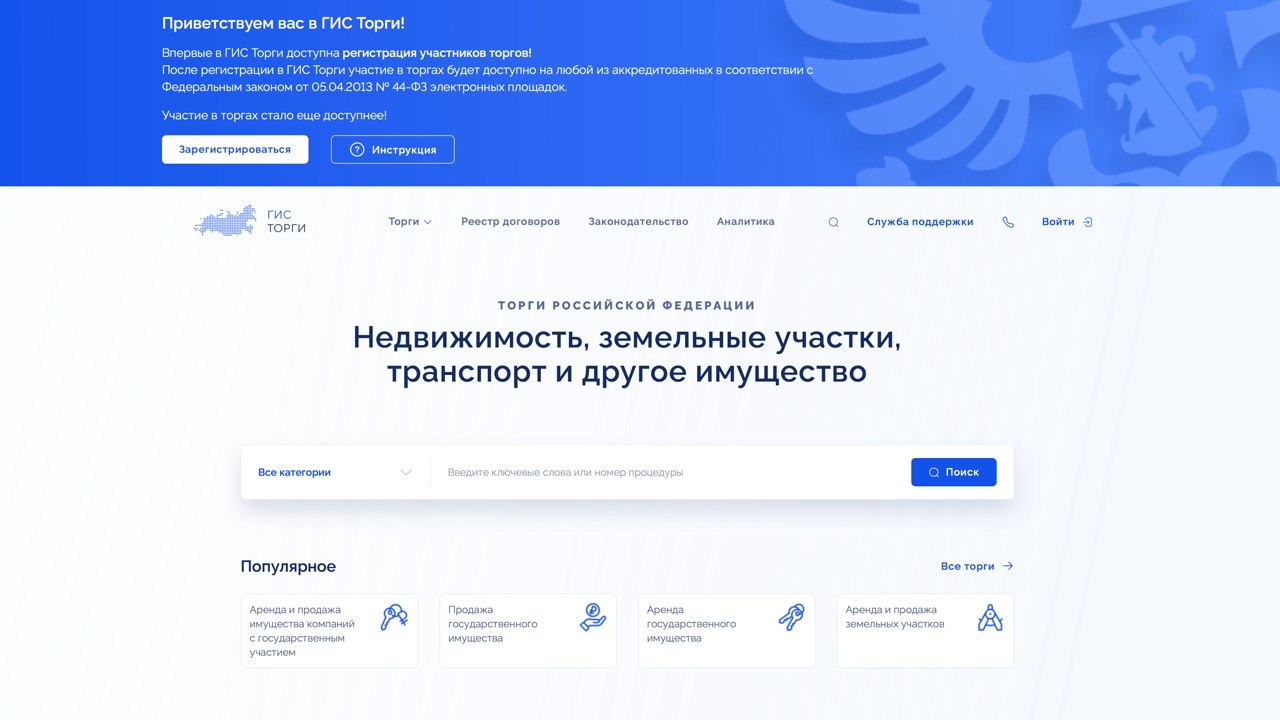 Приветствуем вас в ГИС Торги!
Впервые в ГИС Торги доступна регистрация участников торгов!
После регистрации в ГИС Торги участие в торгах будет доступно на любой из аккредитованных в соответствии с
Федеральным законом от 05.04.2013 № 44-ФЗ электронных площадок.
Участие в торгах стало еще доступнее!
Зарегистрироваться
? Инструкция
ГИС
ТОРГИ
Торги
Реестр договоров
Законодательство
Аналитика
Служба поддержки
Войти
ТОРГИ РОССИЙСКОЙ ФЕДЕРАЦИИ
Недвижимость, земельные участки,
транспорт и другое имущество
Все категории
Введите ключевые слова или номер процедуры
Поиск
Популярное
Все торги
Аренда и продажа
имущества компаний
с государственным
участием
Продажа
государственного
имущества
Аренда
государственного
имущества
Аренда и продажа
земельных участков